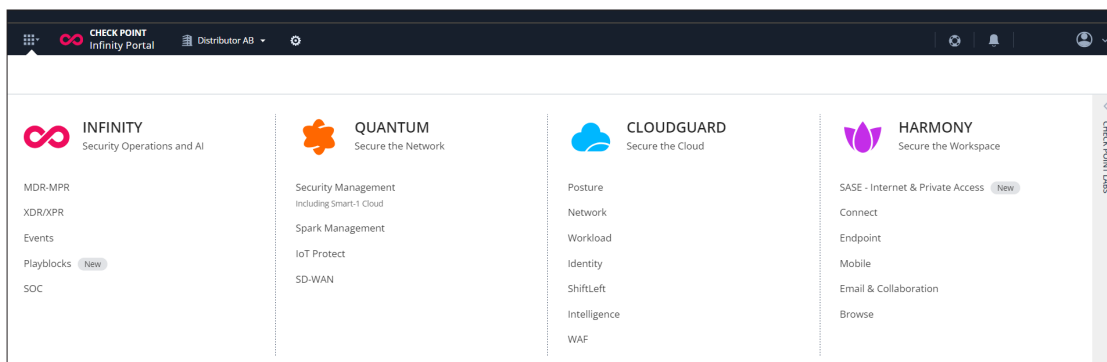 CHECK POINT
Infinity Portal
Distributor AB
INFINITY
Security Operations and AI
MDR-MPR
XDR/XPR
Events
Playblocks New
SOC
QUANTUM
Secure the Network
Security Management
Including Smart-1 Cloud
Spark Management
IoT Protect
SD-WAN
CLOUDGUARD
Secure the Cloud
Posture
Network
Workload
Identity
ShiftLeft
Intelligence
WAF
HARMONY
Secure the Workspace
SASE - Internet & Private Access New
Connect
Endpoint
Mobile
Email & Collaboration
Browse
CHECK POINT LABS